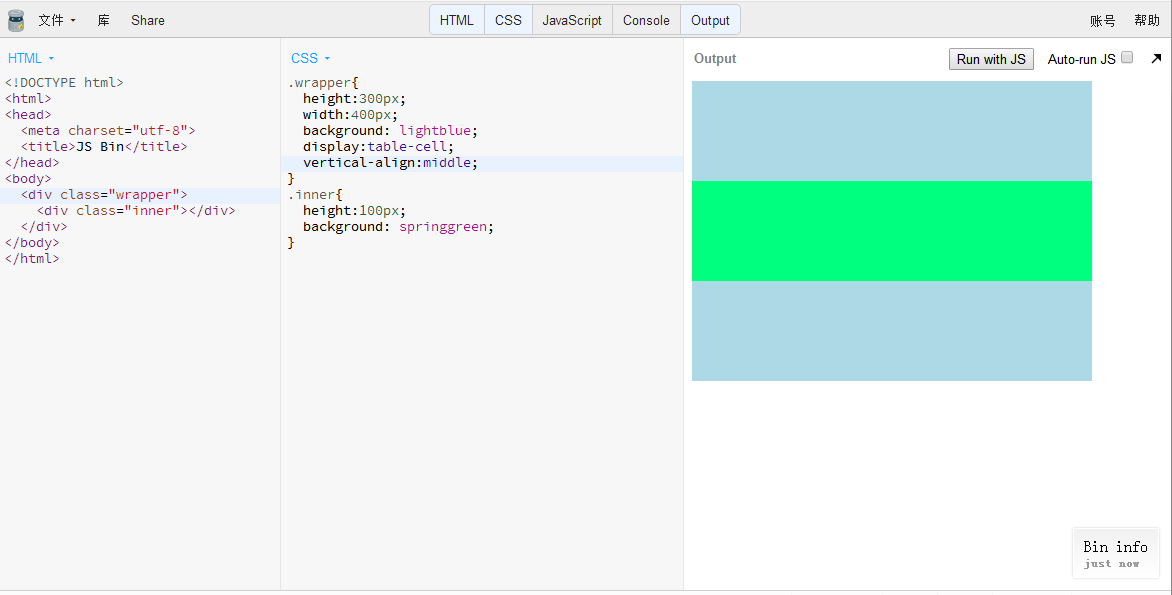 文件 库 Share HTML CSS JavaScript Console Output 账号 帮助
HTML
<!DOCTYPE html>
<html>
<head>
  <meta charset="utf-8">
  <title>JS Bin</title>
</head>
<body>
  <div class="wrapper">
    <div class="inner"></div>
  </div>
</body>
</html>
CSS
.wrapper{
  height:300px;
  width:400px;
  background: lightblue;
  display:table-cell;
  vertical-align:middle;
}
.inner{
  height:100px;
  background: springgreen;
}
Output Run with JS Auto-run JS
Bin info
just now